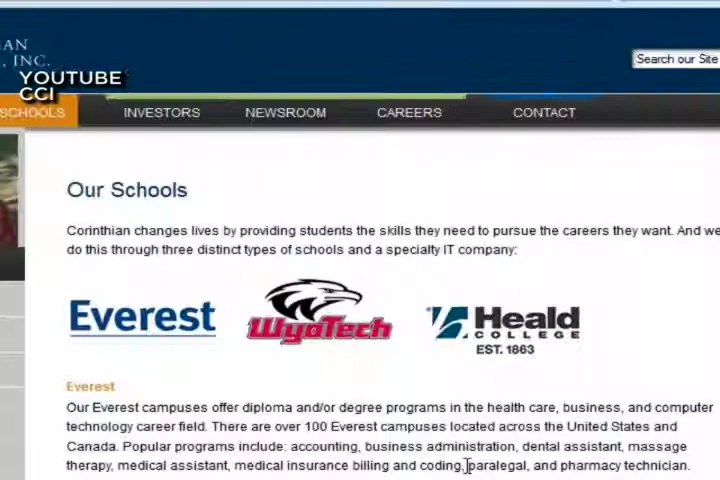 AN
, INC.
YOUTUBE
CCI
Search our Site
SCHOOLS INVESTORS NEWSROOM CAREERS CONTACT
Our Schools
Corinthian changes lives by providing students the skills they need to pursue the careers they want. And we
do this through three distinct types of schools and a specialty IT company:
Everest
WyoTech
Heald
COLLEGE
EST. 1863
Everest
Our Everest campuses offer diploma and/or degree programs in the health care, business, and computer
technology career field. There are over 100 Everest campuses located across the United States and
Canada. Popular programs include: accounting, business administration, dental assistant, massage
therapy, medical assistant, medical insurance billing and coding, paralegal, and pharmacy technician.